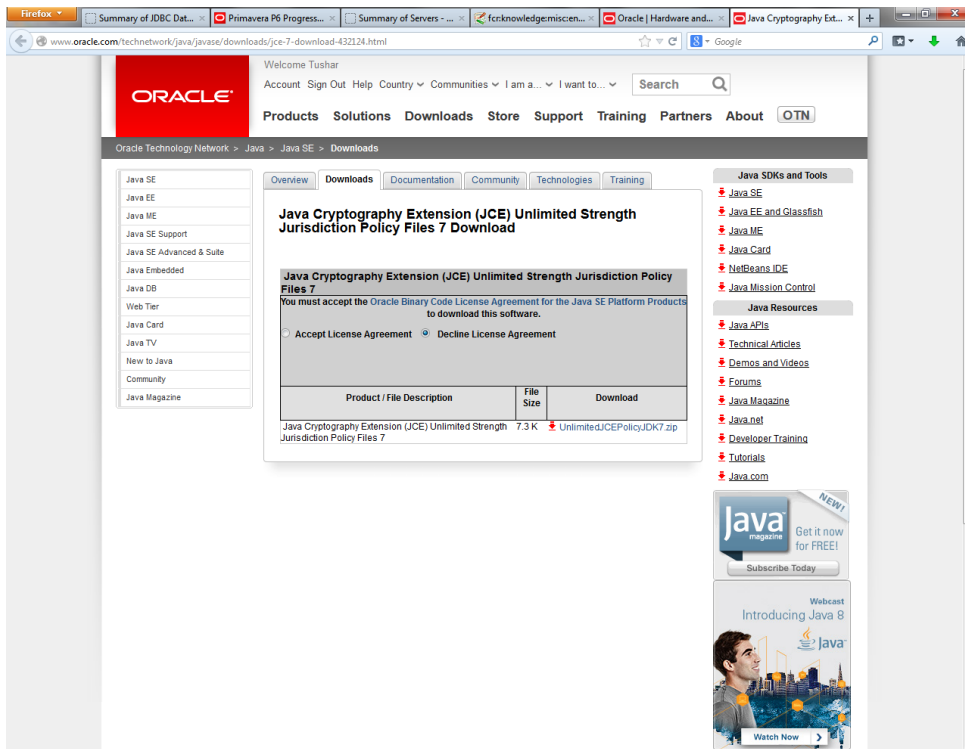 Firefox
Summary of JDBC Dat...
Primavera P6 Progress...
Summary of Servers - ...
fcr:knowledge:misc:en...
Oracle | Hardware and...
Java Cryptography Ext...
www.oracle.com/technetwork/java/javase/downloads/jce-7-download-432124.html
Google
ORACLE
Welcome Tushar
Account Sign Out Help Country Communities I am a... I want to... Search
Products Solutions Downloads Store Support Training Partners About OTN
Oracle Technology Network > Java > Java SE > Downloads
Java SE
Java EE
Java ME
Java SE Support
Java SE Advanced & Suite
Java Embedded
Java DB
Web Tier
Java Card
Java TV
New to Java
Community
Java Magazine
Overview Downloads Documentation Community Technologies Training
Java Cryptography Extension (JCE) Unlimited Strength
Jurisdiction Policy Files 7 Download
Java Cryptography Extension (JCE) Unlimited Strength Jurisdiction Policy
Files 7
You must accept the Oracle Binary Code License Agreement for the Java SE Platform Products
to download this software.
Accept License Agreement Decline License Agreement
Product / File Description File Size Download
Java Cryptography Extension (JCE) Unlimited Strength 7.3 K UnlimitedJCEPolicyJDK7.zip
Jurisdiction Policy Files 7
Java SDKs and Tools
Java SE
Java EE and Glassfish
Java ME
Java Card
NetBeans IDE
Java Mission Control
Java Resources
Java APIs
Technical Articles
Demos and Videos
Forums
Java Magazine
Java.net
Developer Training
Tutorials
Java.com
NEW!
Java
magazine
Get it now
for FREE!
Subscribe Today
Webcast
Introducing Java 8
Java
Watch Now